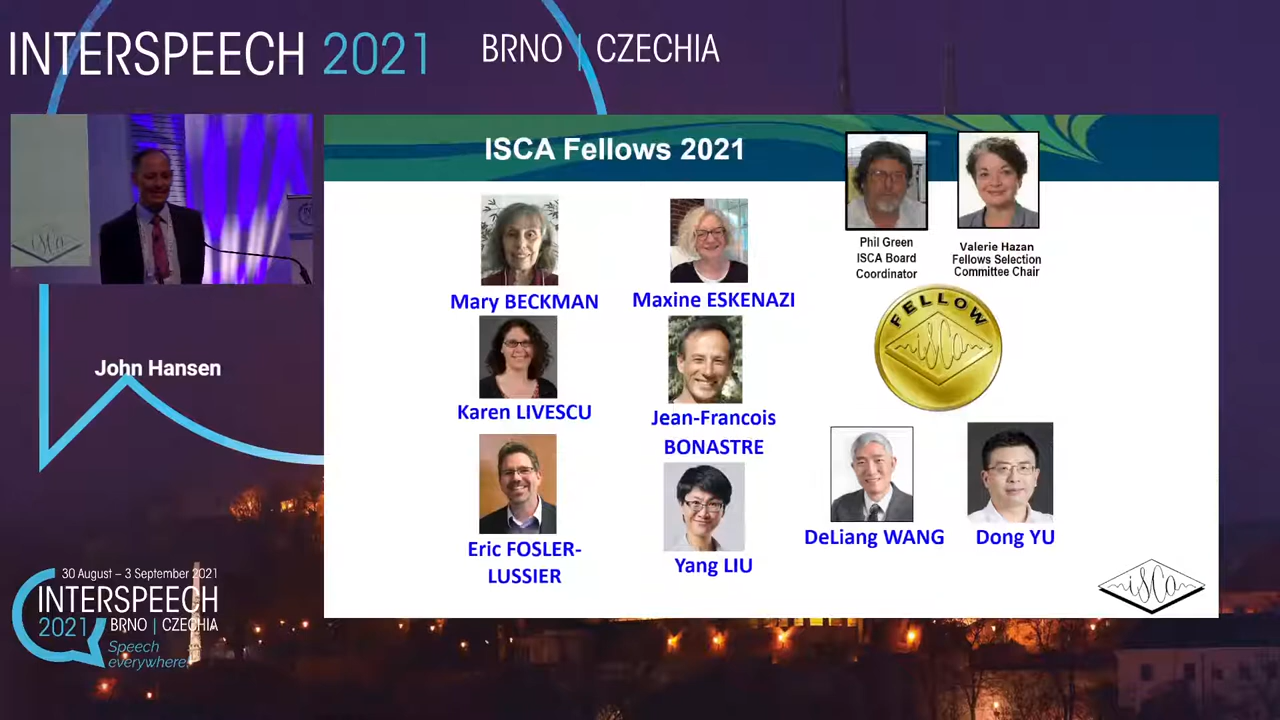 INTERSPEECH 2021
BRNO | CZECHIA
ISCA Fellows 2021
Phil Green
ISCA Board
Coordinator
Valerie Hazan
Fellows Selection
Committee Chair
Mary BECKMAN
Maxine ESKENAZI
FELLOW
isca
Karen LIVESCU
Jean-Francois
BONASTRE
Eric FOSLER-
LUSSIER
Yang LIU
DeLiang WANG
Dong YU
isca
isca
John Hansen
30 August – 3 September 2021
INTERSPEECH
2021 BRNO | CZECHIA
Speech
everywhere!